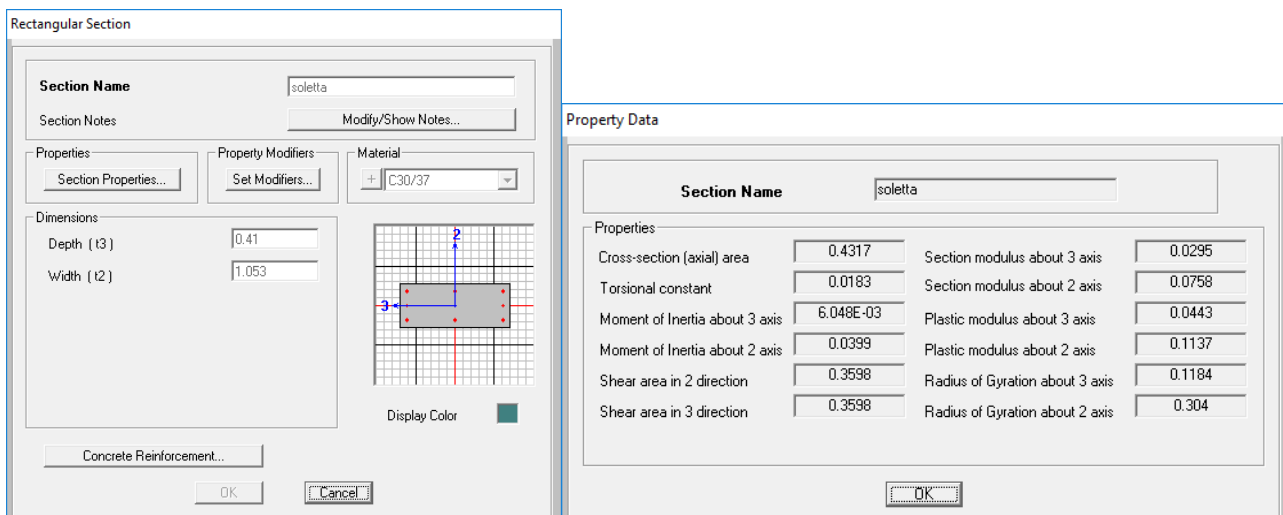 Rectangular Section
Section Name soletta
Section Notes Modify/Show Notes...
Properties Property Modifiers Material
Section Properties... Set Modifiers... + C30/37
Dimensions
Depth ( t3 ) 0.41
Width ( t2 ) 1.053
2
3
Display Color
Concrete Reinforcement...
OK Cancel
Property Data
Section Name soletta
Properties
Cross-section (axial) area 0.4317 Section modulus about 3 axis 0.0295
Torsional constant 0.0183 Section modulus about 2 axis 0.0758
Moment of Inertia about 3 axis 6.048E-03 Plastic modulus about 3 axis 0.0443
Moment of Inertia about 2 axis 0.0399 Plastic modulus about 2 axis 0.1137
Shear area in 2 direction 0.3598 Radius of Gyration about 3 axis 0.1184
Shear area in 3 direction 0.3598 Radius of Gyration about 2 axis 0.304
OK